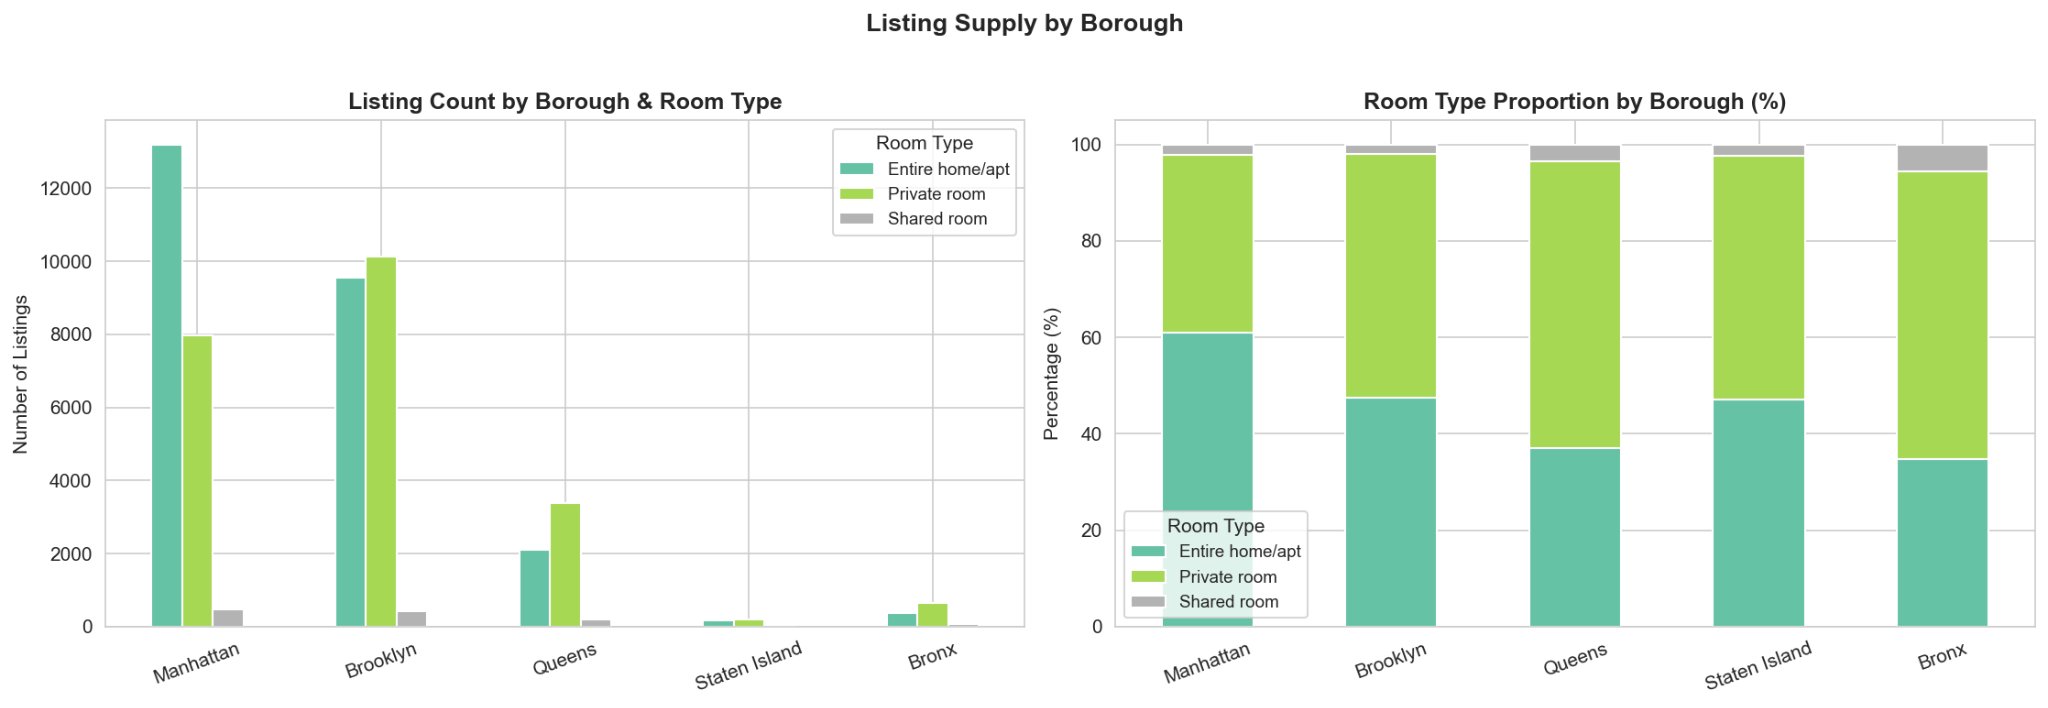 Listing Supply by Borough
Listing Count by Borough & Room Type
Number of Listings
12000
10000
8000
6000
4000
2000
0
Room Type
Entire home/apt
Private room
Shared room
Manhattan
Brooklyn
Queens
Staten Island
Bronx
Room Type Proportion by Borough (%)
Percentage (%)
100
80
60
40
20
0
Room Type
Entire home/apt
Private room
Shared room
Manhattan
Brooklyn
Queens
Staten Island
Bronx